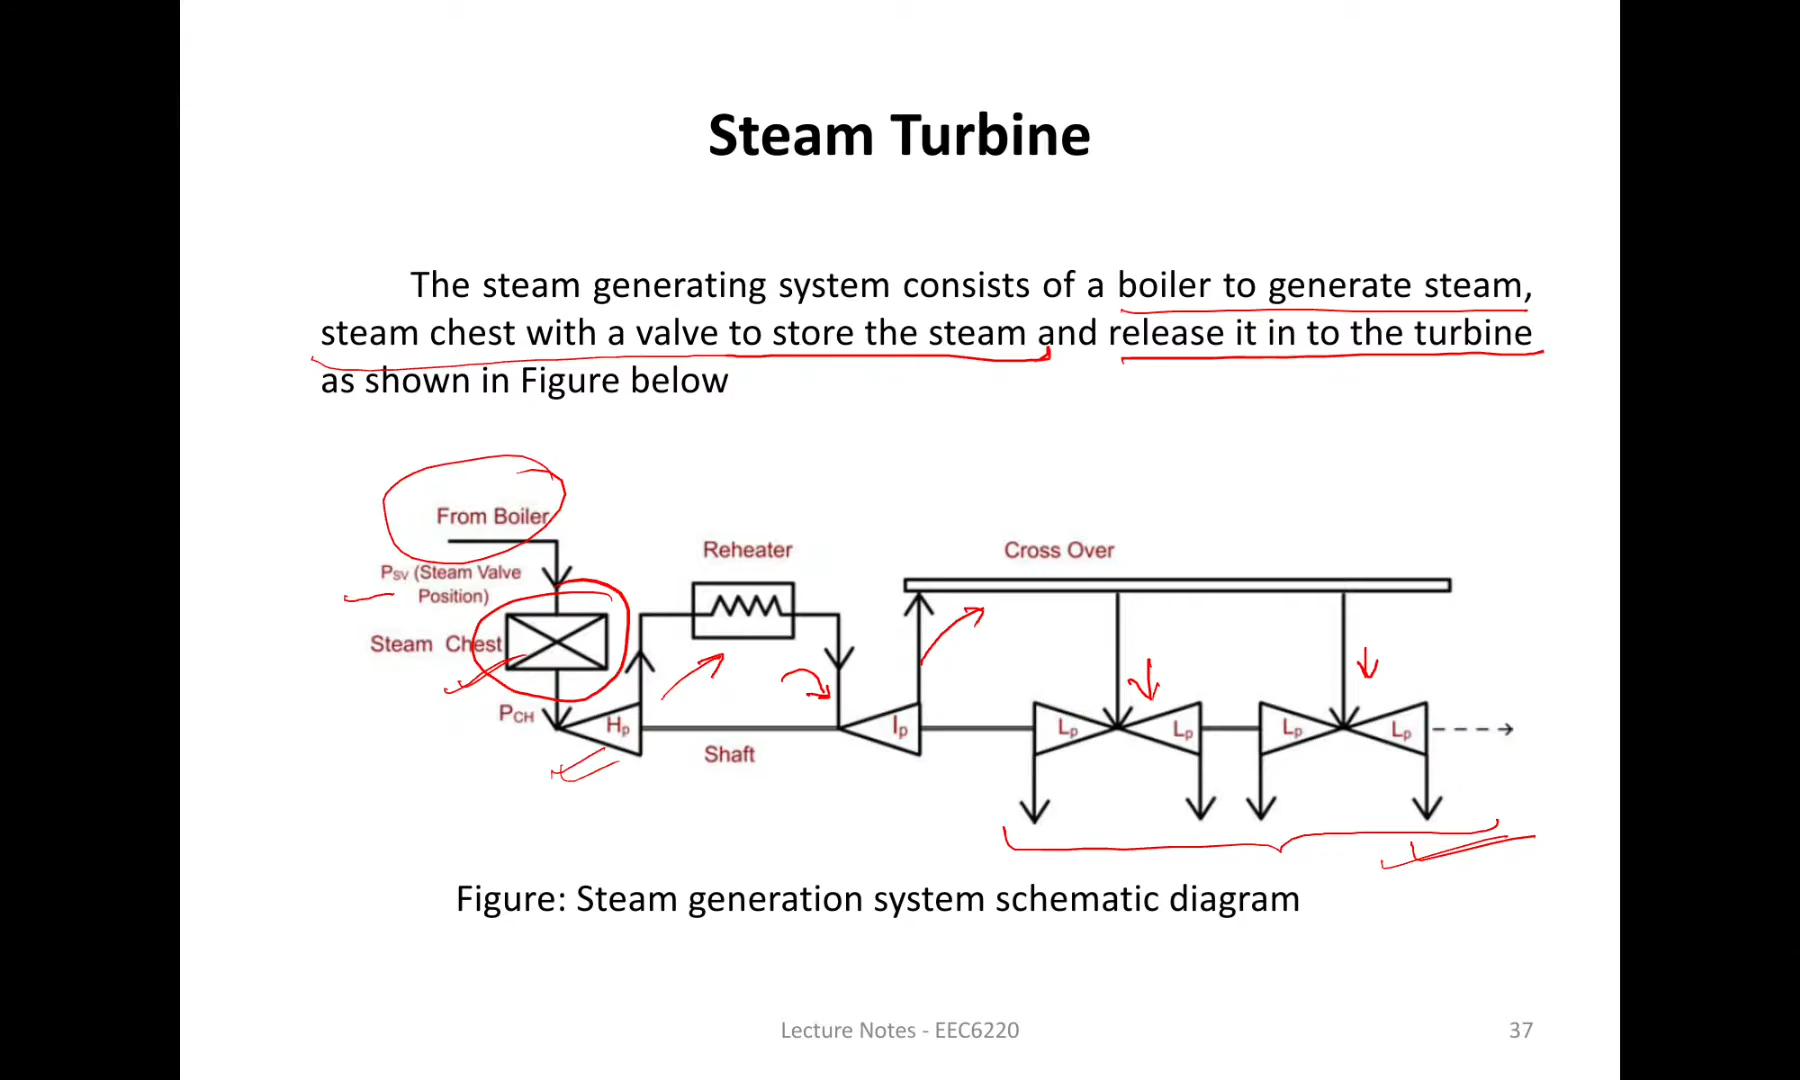 Steam Turbine
The steam generating system consists of a boiler to generate steam,
steam chest with a valve to store the steam and release it in to the turbine
as shown in Figure below
From Boiler
PSV (Steam Valve
Position)
Steam Chest
PCH
Hp
Shaft
Reheater
Ip
Cross Over
Lp
Lp
Lp
Lp
Figure: Steam generation system schematic diagram
Lecture Notes - EEC6220
37